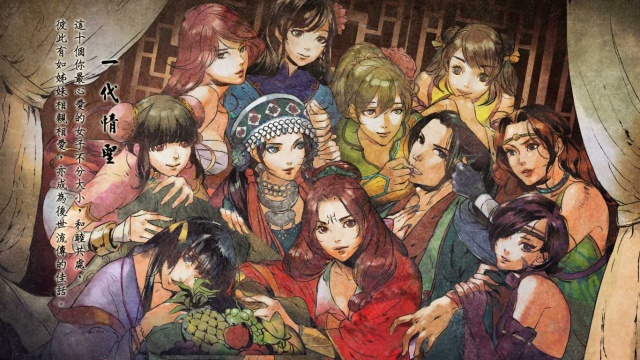 一代情聖
這十個你最心愛的女子不分大小，和睦共處，
彼此有如姊妹相親相愛，亦成為後世流傳的佳話。